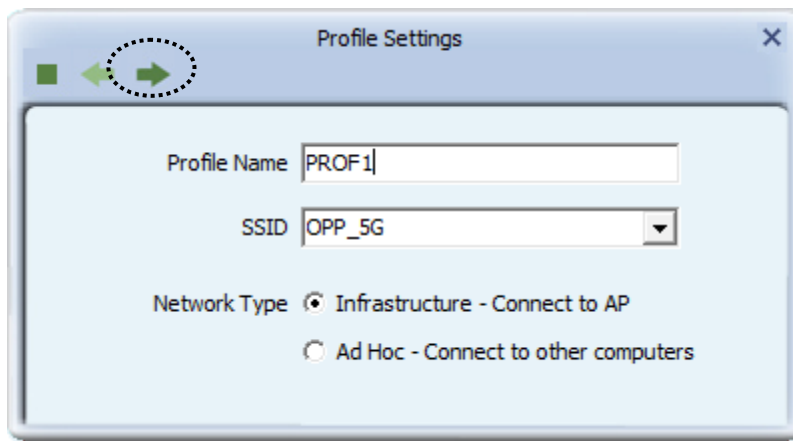 Profile Settings
Profile Name PROF1
SSID OPP_5G
Network Type Infrastructure - Connect to AP
Ad Hoc - Connect to other computers